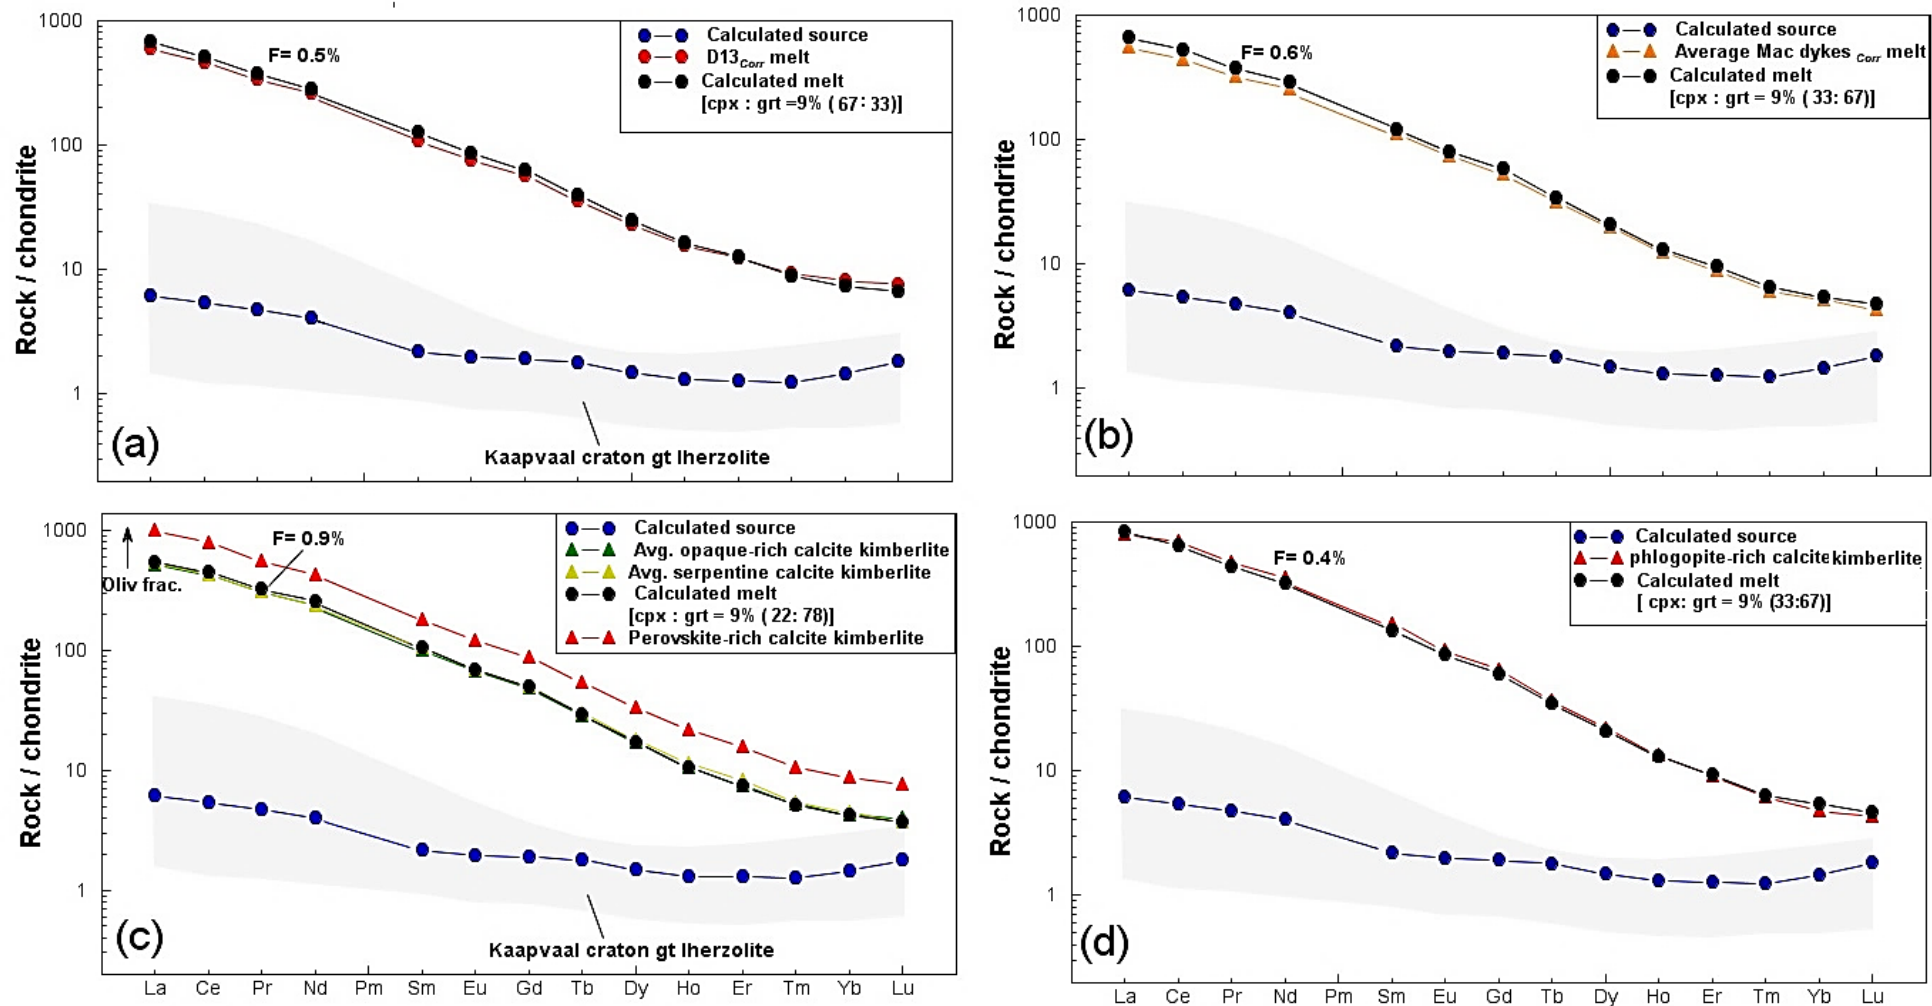 1000
100
10
1
Rock / chondrite
F= 0.5%
Calculated source
D13Corr melt
Calculated melt
[cpx : grt =9% (67:33)]
(a)
Kaapvaal craton gt lherzolite
1000
100
10
1
Rock / chondrite
F= 0.6%
Calculated source
Average Mac dykes Corr melt
Calculated melt
[cpx : grt = 9% (33: 67)]
(b)
1000
100
10
1
Rock / chondrite
Oliv frac.
F= 0.9%
Calculated source
Avg. opaque-rich calcite kimberlite
Avg. serpentine calcite kimberlite
Calculated melt
[cpx : grt = 9% (22: 78)]
Perovskite-rich calcite kimberlite
(c)
Kaapvaal craton gt lherzolite
La Ce Pr Nd Pm Sm Eu Gd Tb Dy Ho Er Tm Yb Lu
1000
100
10
1
Rock / chondrite
F= 0.4%
Calculated source
phlogopite-rich calcite kimberlite
Calculated melt
[ cpx: grt = 9% (33:67)]
(d)
La Ce Pr Nd Pm Sm Eu Gd Tb Dy Ho Er Tm Yb Lu